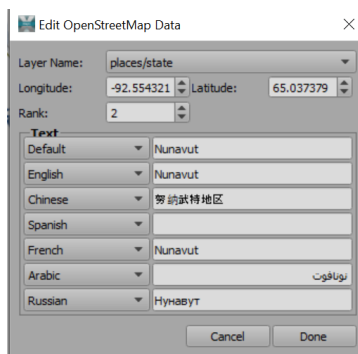 Edit OpenStreetMap Data
Layer Name: places/state
Longitude: -92.554321 Latitude: 65.037379
Rank: 2
Text
Default Nunavut
English Nunavut
Chinese 努納武特地区
Spanish
French Nunavut
Arabic نونافوت
Russian Нунавут
Cancel Done